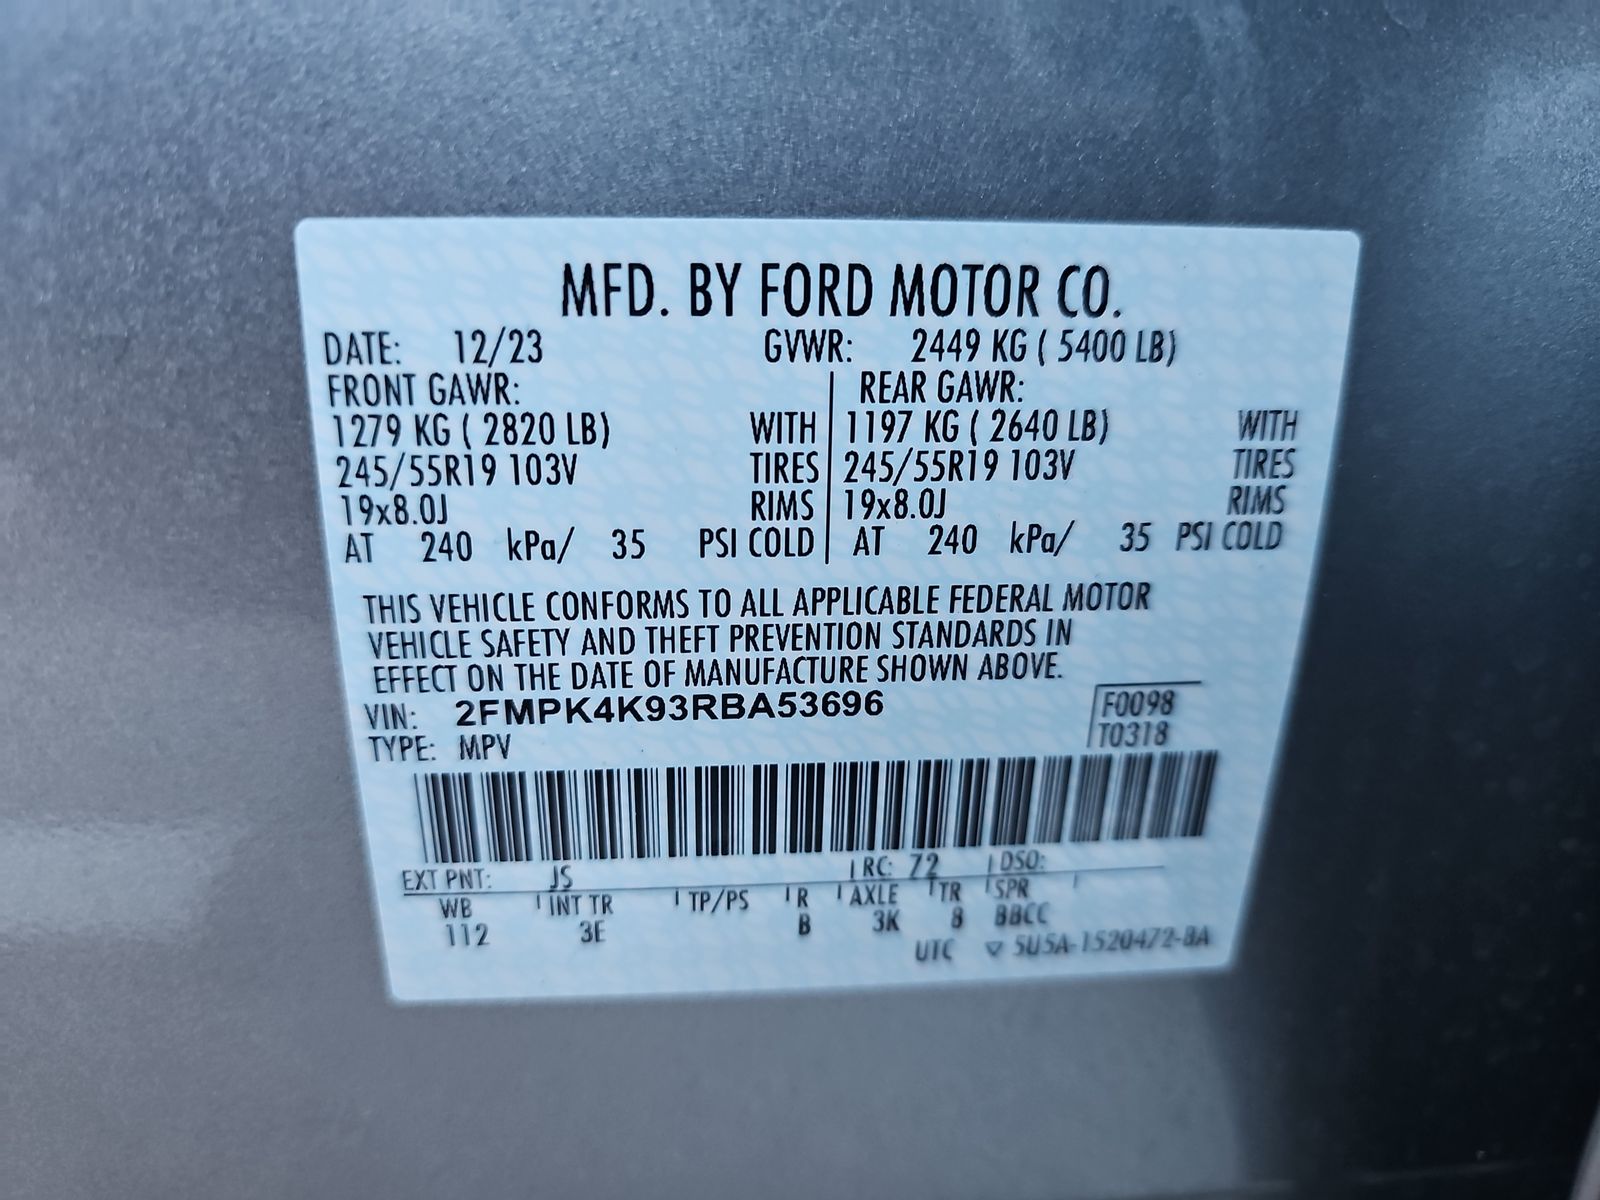 MFD. BY FORD MOTOR CO.
DATE: 12/23 GVWR: 2449 KG ( 5400 LB)
FRONT GAWR: REAR GAWR:
1279 KG ( 2820 LB) WITH 1197 KG ( 2640 LB) WITH
245/55R19 103V TIRES 245/55R19 103V TIRES
19x8.0J RIMS 19x8.0J RIMS
AT 240 kPa/ 35 PSI COLD AT 240 kPa/ 35 PSI COLD
THIS VEHICLE CONFORMS TO ALL APPLICABLE FEDERAL MOTOR
VEHICLE SAFETY AND THEFT PREVENTION STANDARDS IN
EFFECT ON THE DATE OF MANUFACTURE SHOWN ABOVE.
VIN: 2FMPK4K93RBA53696 F0098
TYPE: MPV T0318
EXT PNT: JS RC: 72 DSO:
WB INT TR TP/PS R AXLE TR SPR
112 3E B 3K 8 BBCC
UTC ▽ 5U5A-1520472-BA